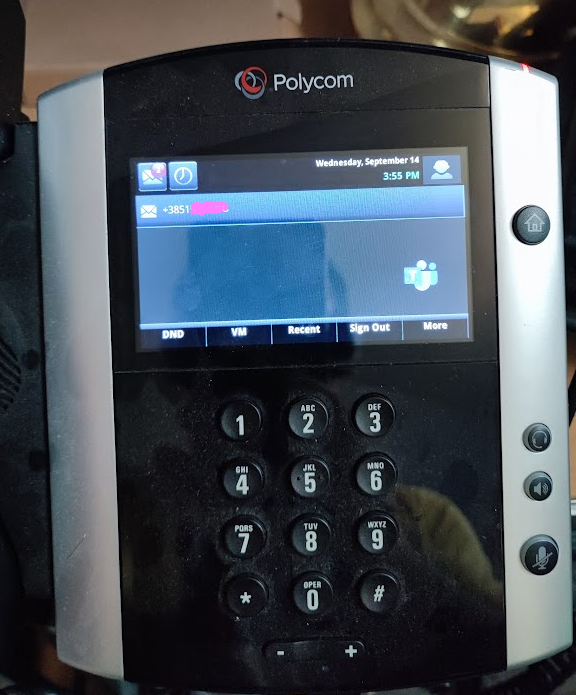 Polycom
Wednesday, September 14
3:55 PM
+3851
DND VM Recent Sign Out More
1 ABC 2 DEF 3
GHI 4 JKL 5 MNO 6
PQRS 7 TUV 8 WXYZ 9
* OPER 0 #
- +